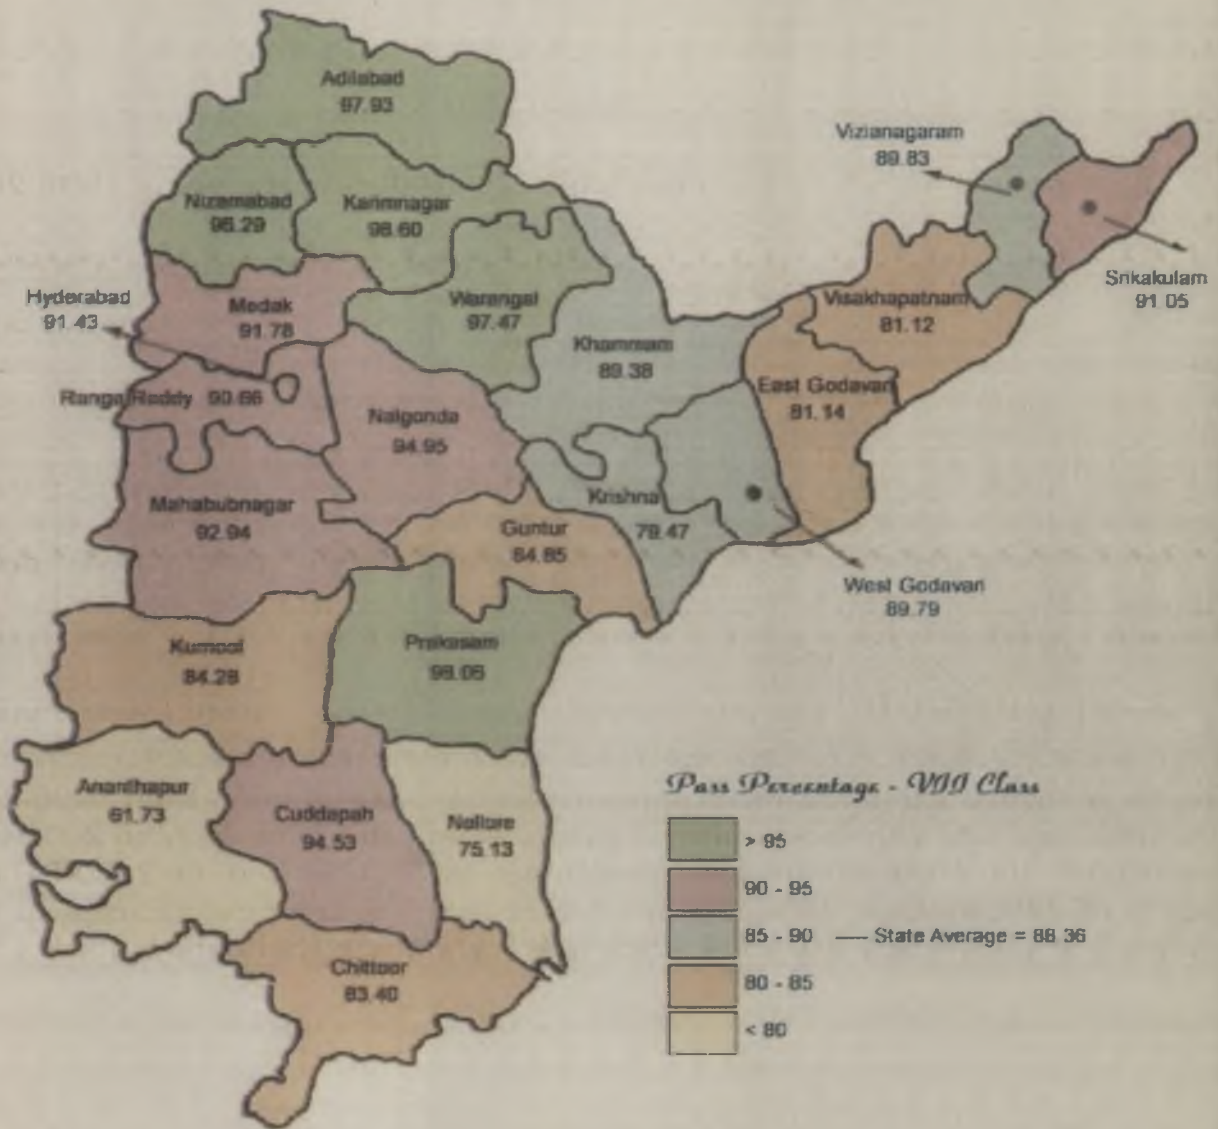 Adilabad
97.93
Vizianagaram
89.83
Nizamabad
96.29
Karimnagar
98.60
Srikakulam
91.05
Hyderabad
91.43
Medak
91.78
Warangal
97.47
Visakhapatnam
81.12
Khammam
89.38
East Godavari
81.14
Ranga Reddy 90.66
Nalgonda
94.95
Mahabubnagar
92.94
Krishna
79.47
Guntur
84.85
West Godavari
89.79
Kurnool
84.28
Prakasam
98.06
Pass Percentage - VII Class
Ananthapur
61.73
Cuddapah
94.53
Nellore
75.13
> 95
90 - 95
85 - 90 — State Average = 88.36
80 - 85
< 80
Chittoor
83.40